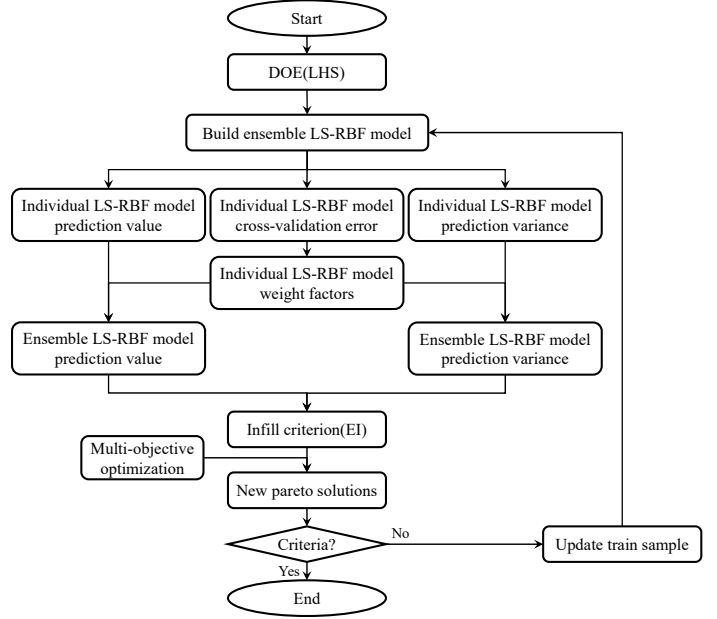 Start
DOE(LHS)
Build ensemble LS-RBF model
Individual LS-RBF model
prediction value
Individual LS-RBF model
cross-validation error
Individual LS-RBF model
prediction variance
Individual LS-RBF model
weight factors
Ensemble LS-RBF model
prediction value
Ensemble LS-RBF model
prediction variance
Infill criterion(EI)
Multi-objective
optimization
New pareto solutions
Criteria?
No
Update train sample
Yes
End